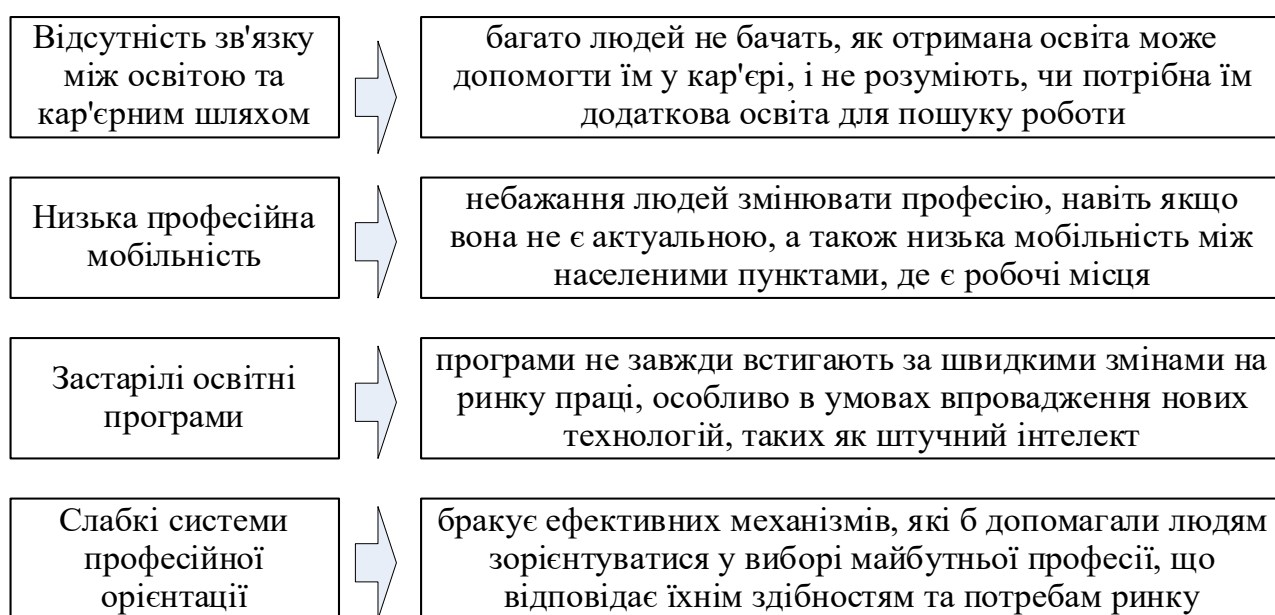 Відсутність зв'язку
між освітою та
кар'єрним шляхом
багато людей не бачать, як отримана освіта може
допомогти їм у кар'єрі, і не розуміють, чи потрібна їм
додаткова освіта для пошуку роботи
Низька професійна
мобільність
небажання людей змінювати професію, навіть якщо
вона не є актуальною, а також низька мобільність між
населеними пунктами, де є робочі місця
Застарілі освітні
програми
програми не завжди встигають за швидкими змінами на
ринку праці, особливо в умовах впровадження нових
технологій, таких як штучний інтелект
Слабкі системи
професійної
орієнтації
бракує ефективних механізмів, які б допомагали людям
зорієнтуватися у виборі майбутньої професії, що
відповідає їхнім здібностям та потребам ринку